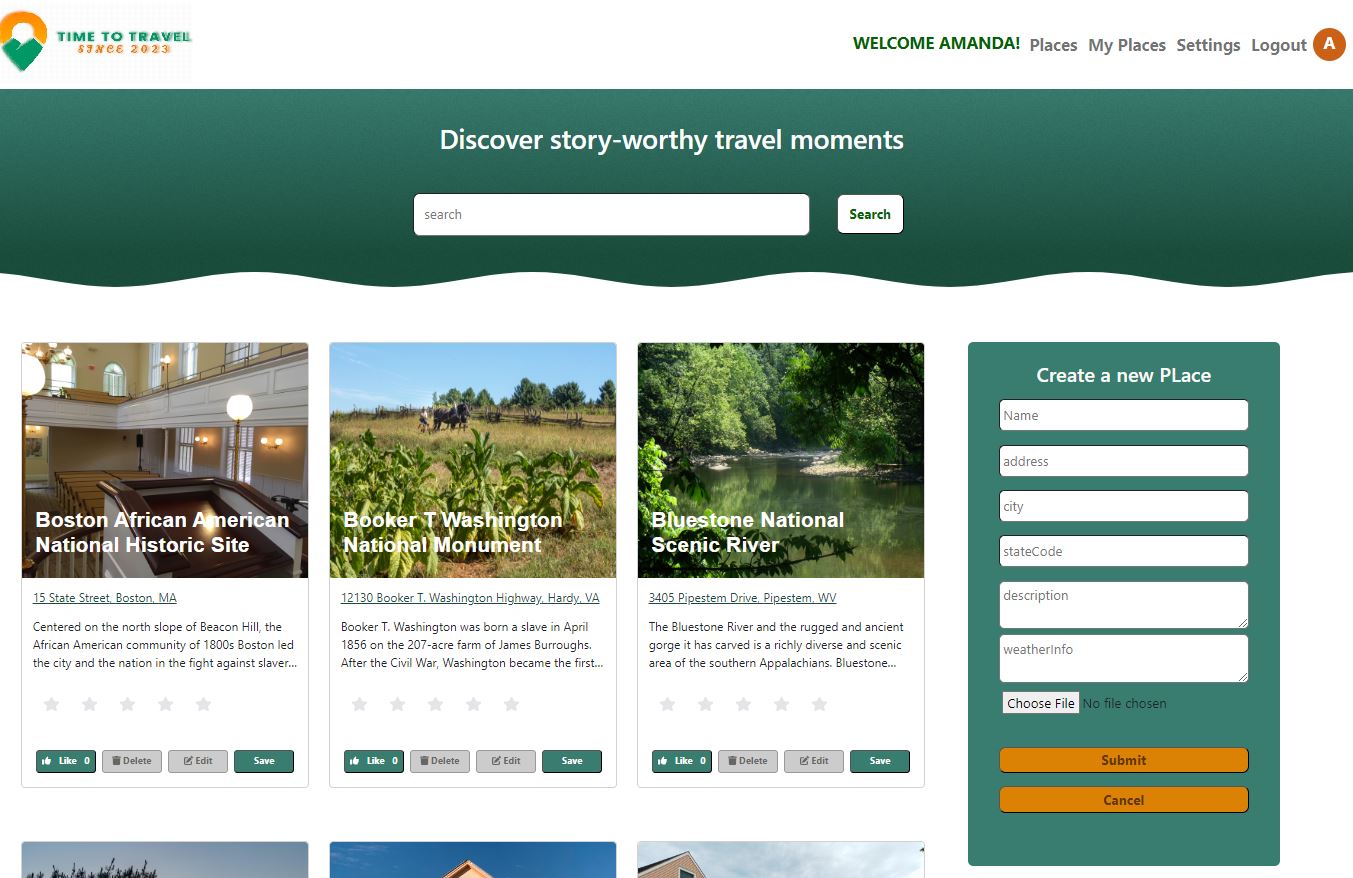 TIME TO TRAVEL
SINCE 2023
WELCOME AMANDA! Places My Places Settings Logout A
Discover story-worthy travel moments
search Search
Boston African American
National Historic Site
15 State Street, Boston, MA
Centered on the north slope of Beacon Hill, the
African American community of 1800s Boston led
the city and the nation in the fight against slaver...
Like 0 Delete Edit Save
Booker T Washington
National Monument
12130 Booker T. Washington Highway, Hardy, VA
Booker T. Washington was born a slave in April
1856 on the 207-acre farm of James Burroughs.
After the Civil War, Washington became the first...
Like 0 Delete Edit Save
Bluestone National
Scenic River
3405 Pipestem Drive, Pipestem, WV
The Bluestone River and the rugged and ancient
gorge it has carved is a richly diverse and scenic
area of the southern Appalachians. Bluestone...
Like 0 Delete Edit Save
Create a new PLace
Name
address
city
stateCode
description
weatherInfo
Choose File No file chosen
Submit
Cancel